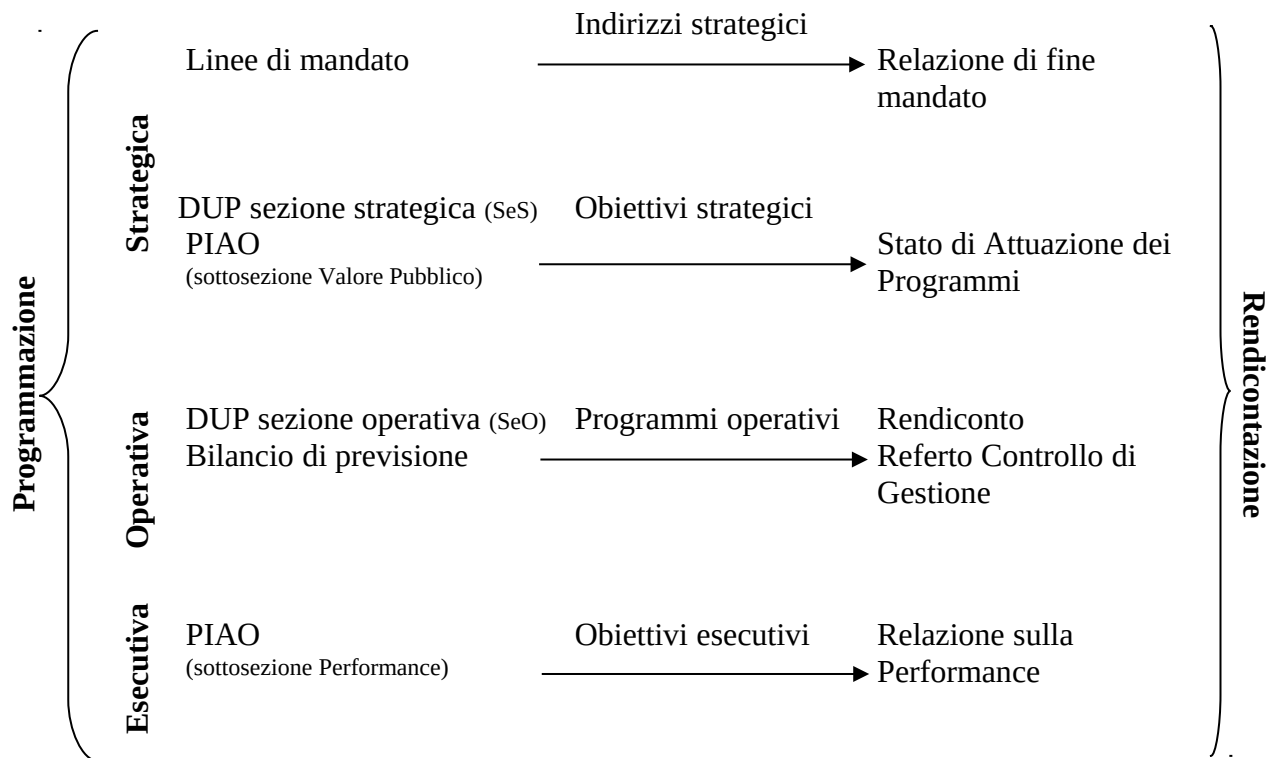 Programmazione
Strategica
Indirizzi strategici
Linee di mandato
Relazione di fine
mandato
DUP sezione strategica (SeS)
Obiettivi strategici
PIAO
(sottosezione Valore Pubblico)
Stato di Attuazione dei
Programmi
Operativa
DUP sezione operativa (SeO)
Bilancio di previsione
Programmi operativi
Rendiconto
Referto Controllo di
Gestione
Esecutiva
PIAO
(sottosezione Performance)
Obiettivi esecutivi
Relazione sulla
Performance
Rendicontazione